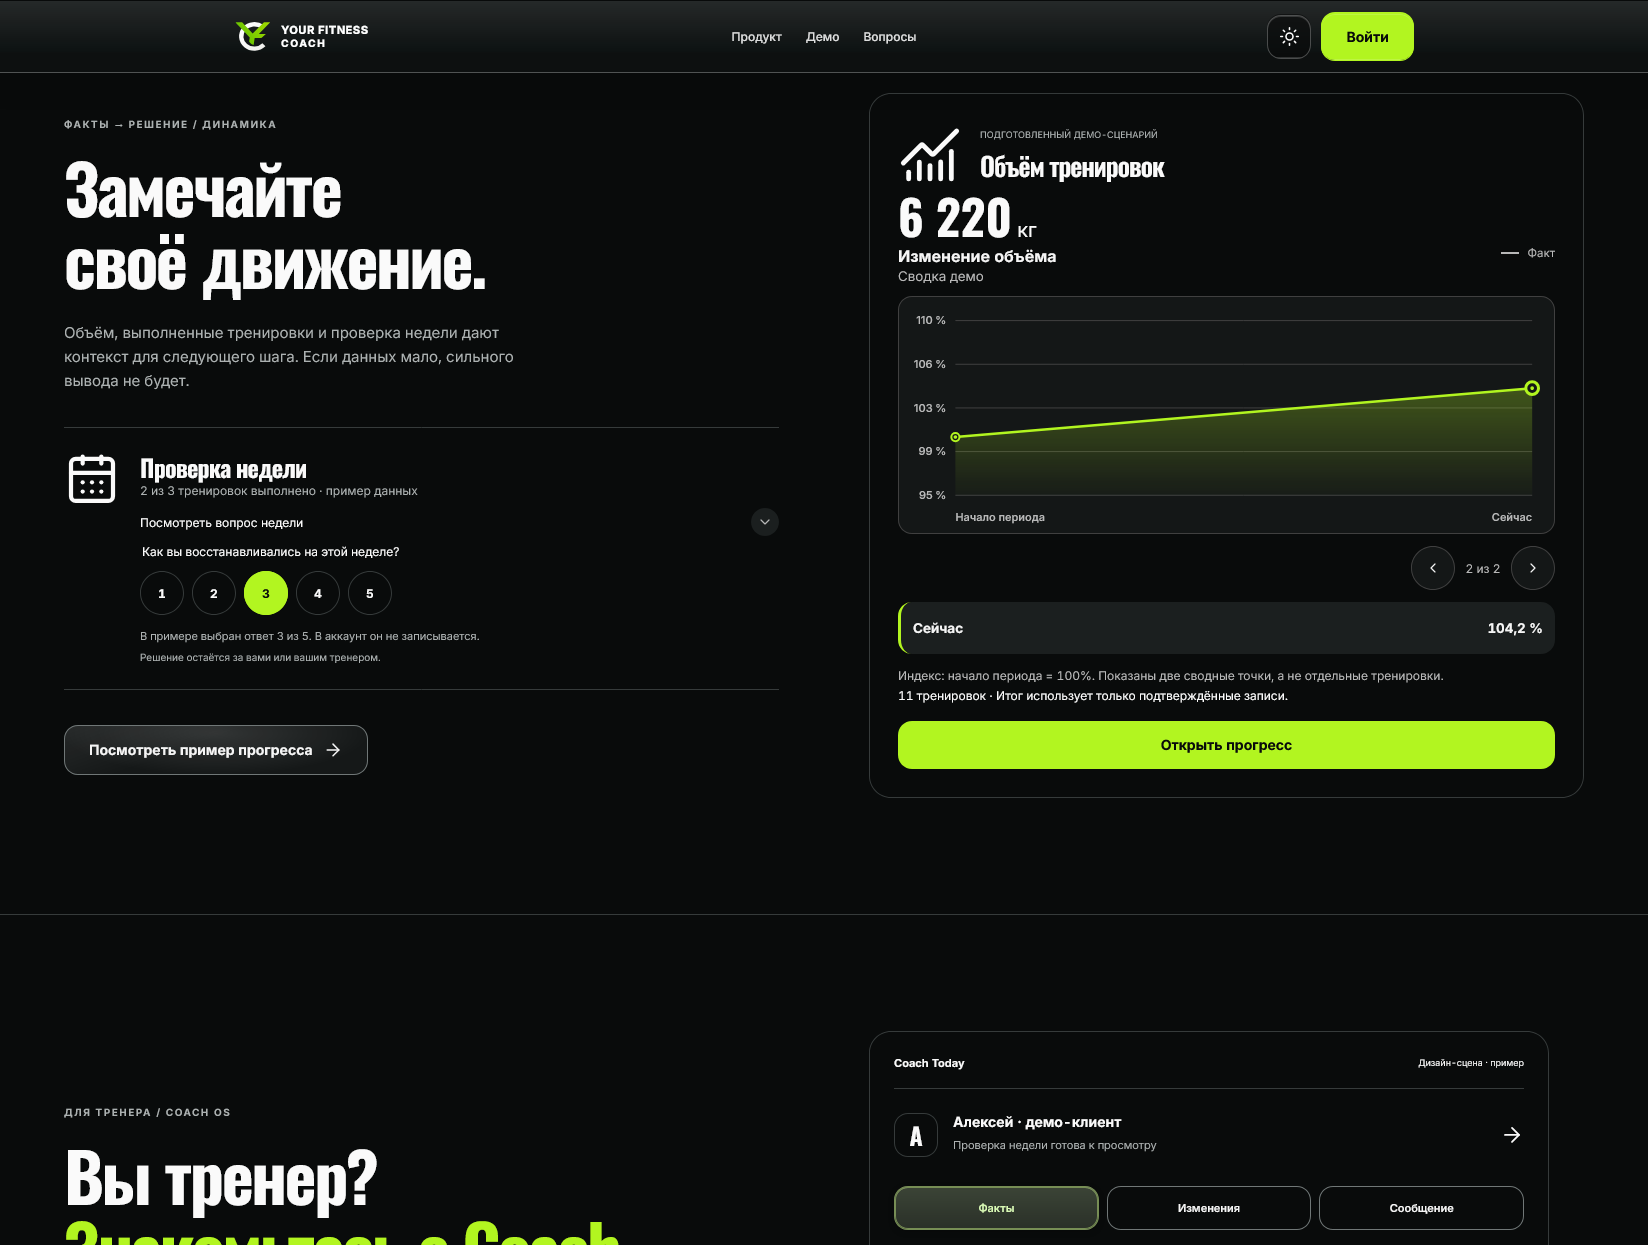 YOUR FITNESS
COACH
Продукт
Демо
Вопросы
Войти
ФАКТЫ → РЕШЕНИЕ / ДИНАМИКА
Замечайте
своё движение.
Объём, выполненные тренировки и проверка недели дают
контекст для следующего шага. Если данных мало, сильного
вывода не будет.
Проверка недели
2 из 3 тренировок выполнено · пример данных
Посмотреть вопрос недели
Как вы восстанавливались на этой неделе?
1 2 3 4 5
В примере выбран ответ 3 из 5. В аккаунт он не записывается.
Решение остаётся за вами или вашим тренером.
Посмотреть пример прогресса →
ПОДГОТОВЛЕННЫЙ ДЕМО-СЦЕНАРИЙ
Объём тренировок
6 220 кг
Изменение объёма
Сводка демо
Факт
110 %
106 %
103 %
99 %
95 %
Начало периода
Сейчас
2 из 2
Сейчас 104,2 %
Индекс: начало периода = 100%. Показаны две сводные точки, а не отдельные тренировки.
11 тренировок · Итог использует только подтверждённые записи.
Открыть прогресс
ДЛЯ ТРЕНЕРА / COACH OS
Вы тренер?
Знакомьтесь с Coach
Coach Today
Дизайн-сцена · пример
А
Алексей · демо-клиент
Проверка недели готова к просмотру
Факты
Изменения
Сообщение